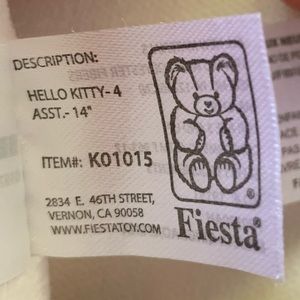 DESCRIPTION:
HELLO KITTY- 4
ASST.- 14"
ITEM#: K01015
2834 E. 46TH STREET,
VERNON, CA 90058
WWW.FIESTATOY.COM
Fiesta®